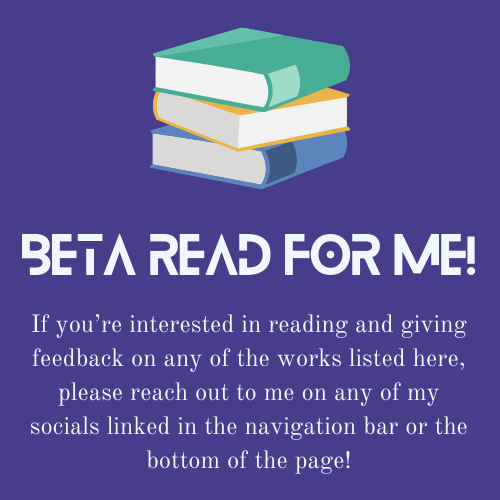 BETA READ FOR ME!
If you’re interested in reading and giving
feedback on any of the works listed here,
please reach out to me on any of my
socials linked in the navigation bar or the
bottom of the page!